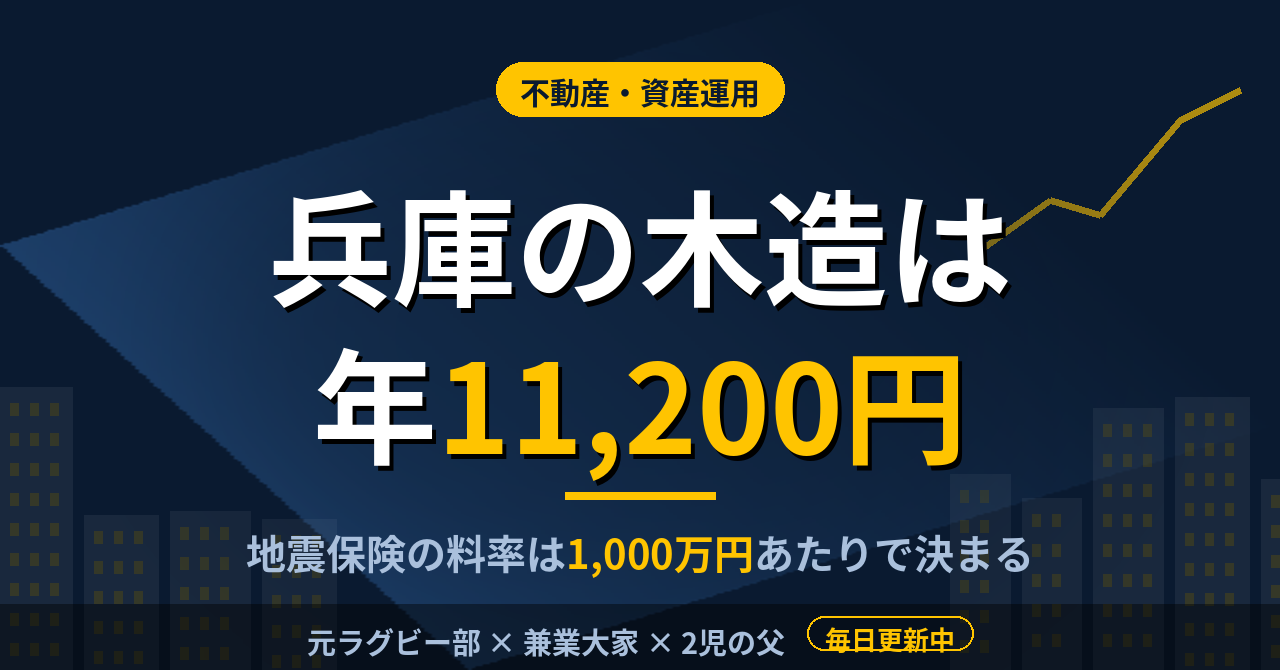 不動産・資産運用
兵庫の木造は
年11,200円
地震保険の料率は1,000万円あたりで決まる
元ラグビー部 × 兼業大家 × 2児の父
毎日更新中